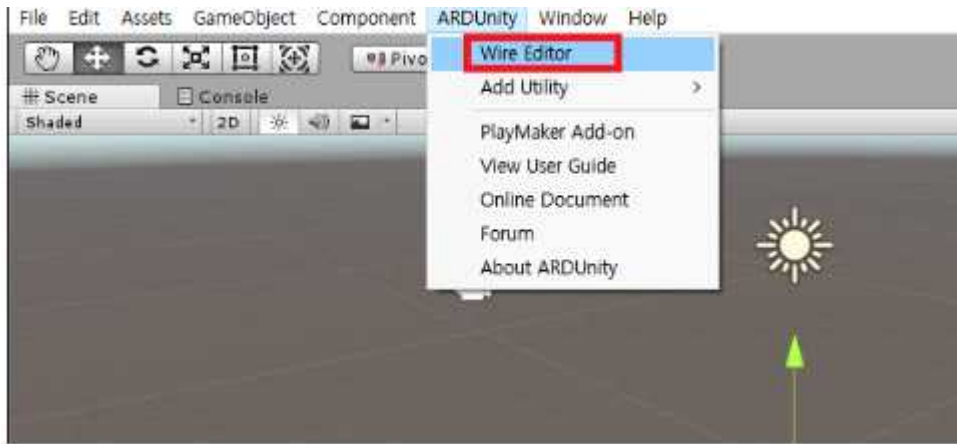 File Edit Assets GameObject Component ARDUnity Window Help
Pivo
Wire Editor
Add Utility
# Scene
Console
Shaded
2D
PlayMaker Add-on
View User Guide
Online Document
Forum
About ARDUnity